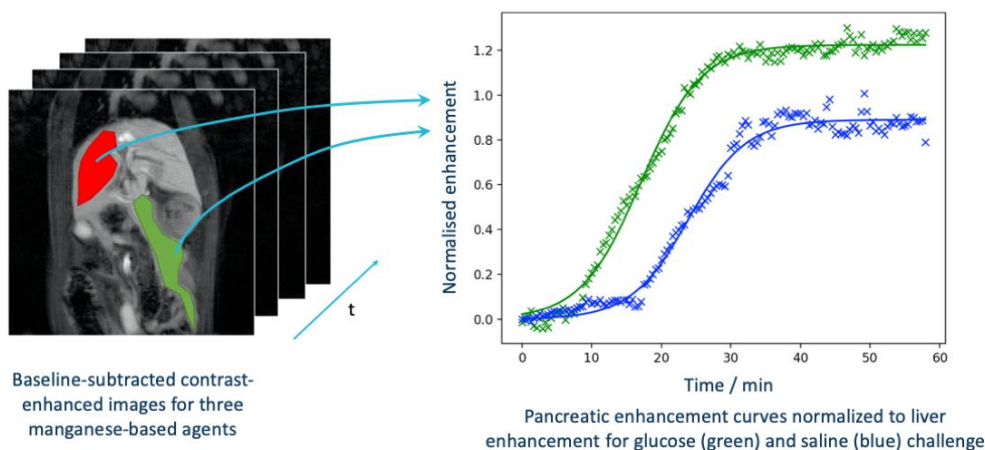 t
Baseline-subtracted contrast-
enhanced images for three
manganese-based agents
Normalised enhancement
1.2
1.0
0.8
0.6
0.4
0.2
0.0
0
10
20
30
40
50
60
Time / min
Pancreatic enhancement curves normalized to liver
enhancement for glucose (green) and saline (blue) challenge